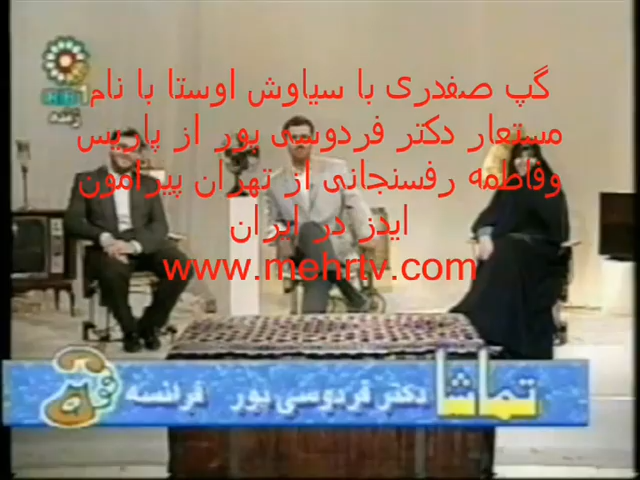 زنده
گپ صفدری با سیاوش اوستا با نام
مستعار دکتر فردوسی پور از پاریس
وفاطمه رفسنجانی از تهران پیرامون
ایدز در ایران
www.mehrtv.com
تماشا دکتر فردوسی پور فرانسه